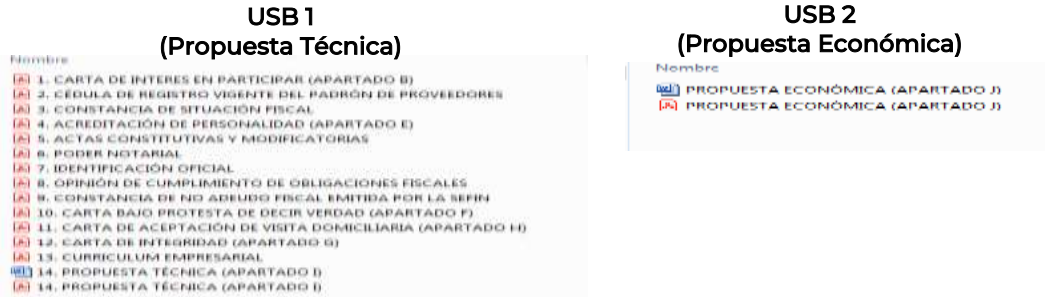 USB 1
(Propuesta Técnica)
Nombre
1. CARTA DE INTERES EN PARTICIPAR (APARTADO B)
2. CÉDULA DE REGISTRO VIGENTE DEL PADRÓN DE PROVEEDORES
3. CONSTANCIA DE SITUACIÓN FISCAL
4. ACREDITACIÓN DE PERSONALIDAD (APARTADO E)
5. ACTAS CONSTITUTIVAS Y MODIFICATORIAS
6. PODER NOTARIAL
7. IDENTIFICACIÓN OFICIAL
8. OPINIÓN DE CUMPLIMIENTO DE OBLIGACIONES FISCALES
9. CONSTANCIA DE NO ADEUDO FISCAL EMITIDA POR LA SEFIN
10. CARTA BAJO PROTESTA DE DECIR VERDAD (APARTADO F)
11. CARTA DE ACEPTACIÓN DE VISITA DOMICILIARIA (APARTADO H)
12. CARTA DE INTEGRIDAD (APARTADO G)
13. CURRICULUM EMPRESARIAL
14. PROPUESTA TÉCNICA (APARTADO I)
14. PROPUESTA TÉCNICA (APARTADO I)
USB 2
(Propuesta Económica)
Nombre
PROPUESTA ECONÓMICA (APARTADO J)
PROPUESTA ECONÓMICA (APARTADO J)